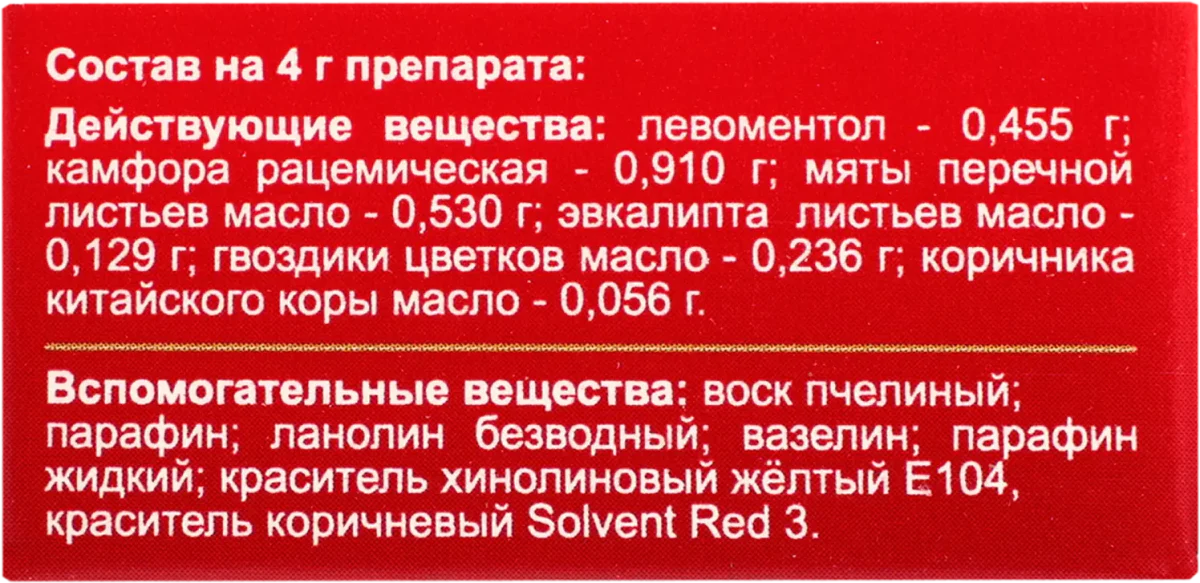 Состав на 4 г препарата:
Действующие вещества: левоментол - 0,455 г;
камфора рацемическая - 0,910 г; мяты перечной
листьев масло - 0,530 г; эвкалипта листьев масло -
0,129 г; гвоздики цветков масло - 0,236 г; коричника
китайского коры масло - 0,056 г.
Вспомогательные вещества: воск пчелиный;
парафин; ланолин безводный; вазелин; парафин
жидкий; краситель хинолиновый жёлтый E104,
краситель коричневый Solvent Red 3.